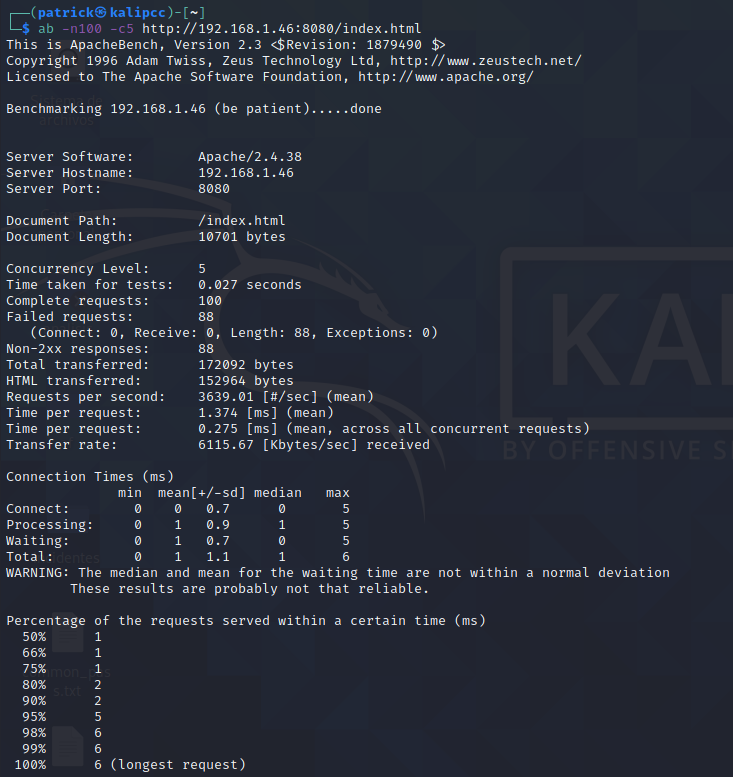 ┌──(patrick㉿kalipcc)-[~]
└─$ ab -n100 -c5 http://192.168.1.46:8080/index.html
This is ApacheBench, Version 2.3 <$Revision: 1879490 $>
Copyright 1996 Adam Twiss, Zeus Technology Ltd, http://www.zeustech.net/
Licensed to The Apache Software Foundation, http://www.apache.org/

Benchmarking 192.168.1.46 (be patient).....done
archivos

Server Software:        Apache/2.4.38
Server Hostname:        192.168.1.46
Server Port:            8080

Document Path:          /index.html
Document Length:        10701 bytes

Concurrency Level:      5
Time taken for tests:   0.027 seconds
Complete requests:      100
Failed requests:        88
   (Connect: 0, Receive: 0, Length: 88, Exceptions: 0)
Non-2xx responses:      88
Total transferred:      172092 bytes
HTML transferred:       152964 bytes
Requests per second:    3639.01 [#/sec] (mean)
Time per request:       1.374 [ms] (mean)
Time per request:       0.275 [ms] (mean, across all concurrent requests)
Transfer rate:          6115.67 [Kbytes/sec] received
KA
BY OFFENSIVE S

Connection Times (ms)
              min  mean[+/-sd] median   max
Connect:        0    0   0.7      0       5
Processing:     0    1   0.9      1       5
Waiting:        0    1   0.7      0       5
Total:          0    1   1.1      1       6
WARNING: The median and mean for the waiting time are not within a normal deviation
        These results are probably not that reliable.

Percentage of the requests served within a certain time (ms)
  50%      1
  66%      1
  75%      1
  80%      2
  90%      2
  95%      5
  98%      6
  99%      6
 100%      6 (longest request)